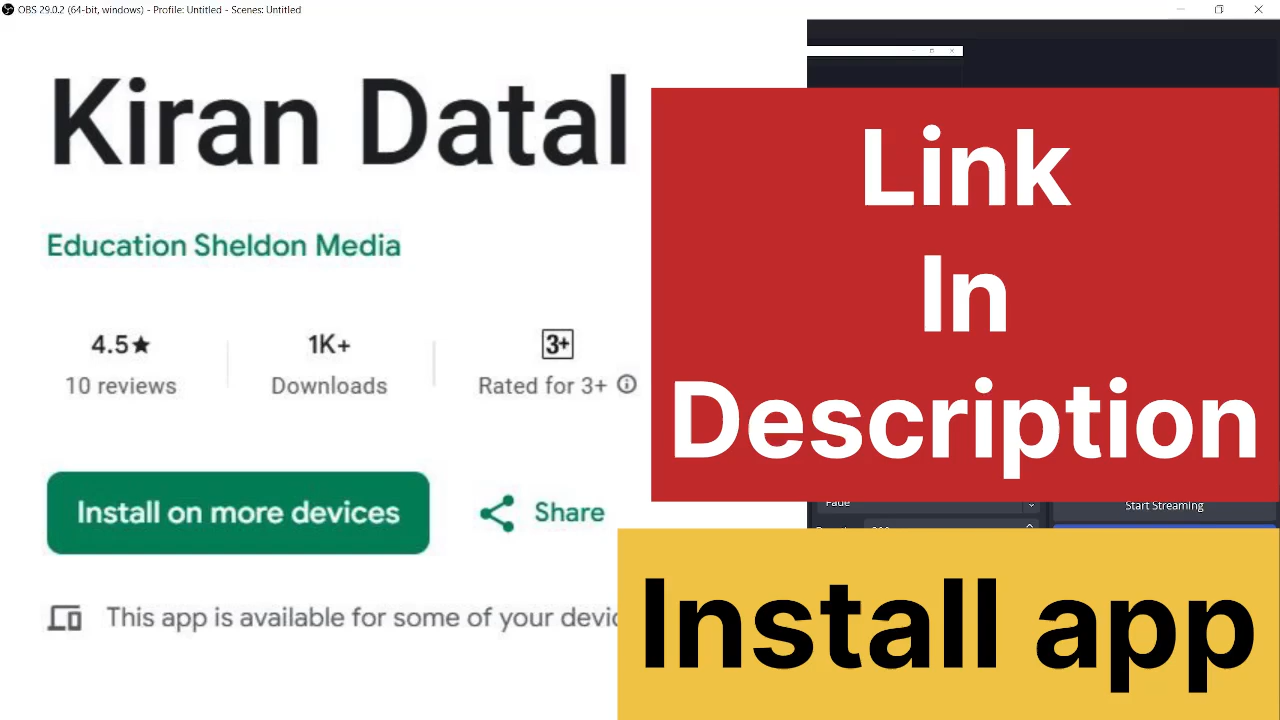 OBS 29.0.2 (64-bit, windows) - Profile: Untitled - Scenes: Untitled
Kiran Datal
Education Sheldon Media
4.5★
10 reviews
1K+
Downloads
3+
Rated for 3+
Install on more devices
Share
This app is available for some of your
Link
In
Description
Fade
Start Streaming
Install app